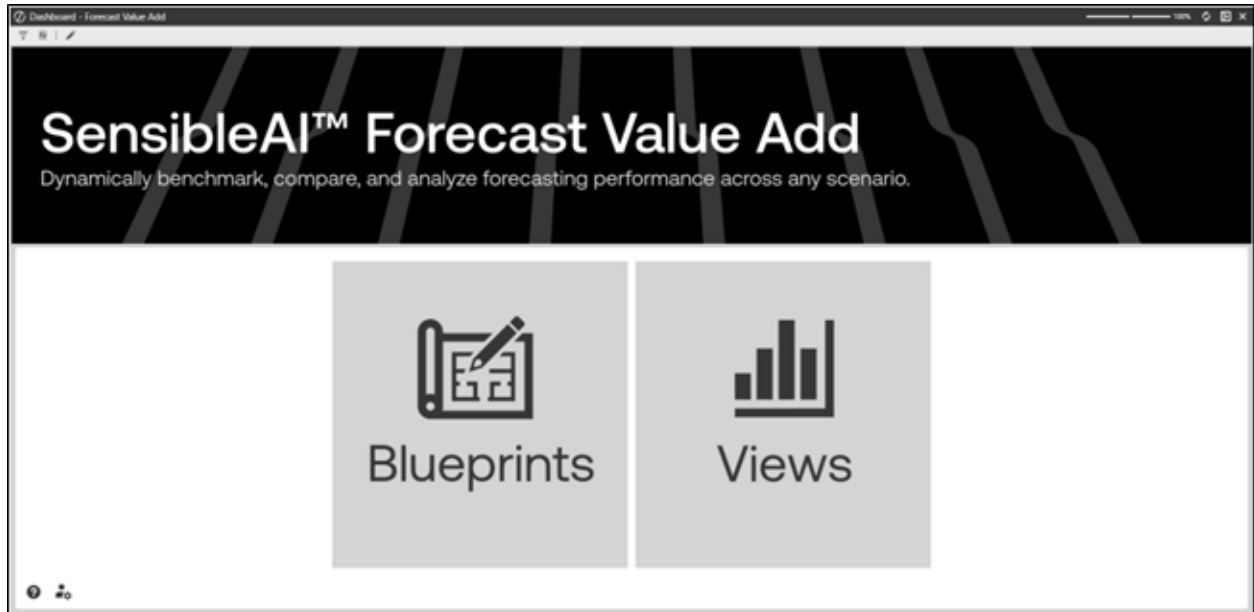 Dashboard - Forecast Value Add
100%
SensibleAI™ Forecast Value Add
Dynamically benchmark, compare, and analyze forecasting performance across any scenario.
Blueprints
Views